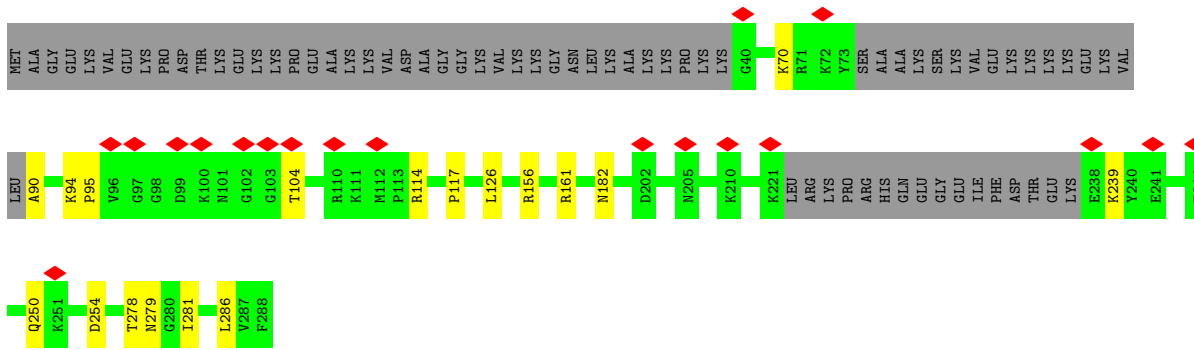 MET ALA GLY GLU LYS VAL GLU LYS PRO ASP THR LYS GLU LYS LYS PRO GLU ALA LYS LYS VAL ASP ALA GLY GLY LYS VAL LYS LYS GLY ASN LEU LYS ALA LYS LYS PRO LYS LYS G40 K70 R71 K72 Y73 SER ALA ALA LYS SER LYS VAL GLU LYS LYS LYS LYS GLU LYS VAL
LEU A90 K94 P95 V96 G97 G98 D99 K100 N101 G102 G103 T104 R110 K111 M112 P113 R114 P117 L126 R156 R161 N182 D202 N205 K210 K221 LEU ARG LYS PRO ARG HIS GLN GLU GLY GLU ILE PHE ASP THR GLU LYS E238 K239 Y240 E241
Q250 K251 D254 T278 N279 G280 I281 L286 V287 F288